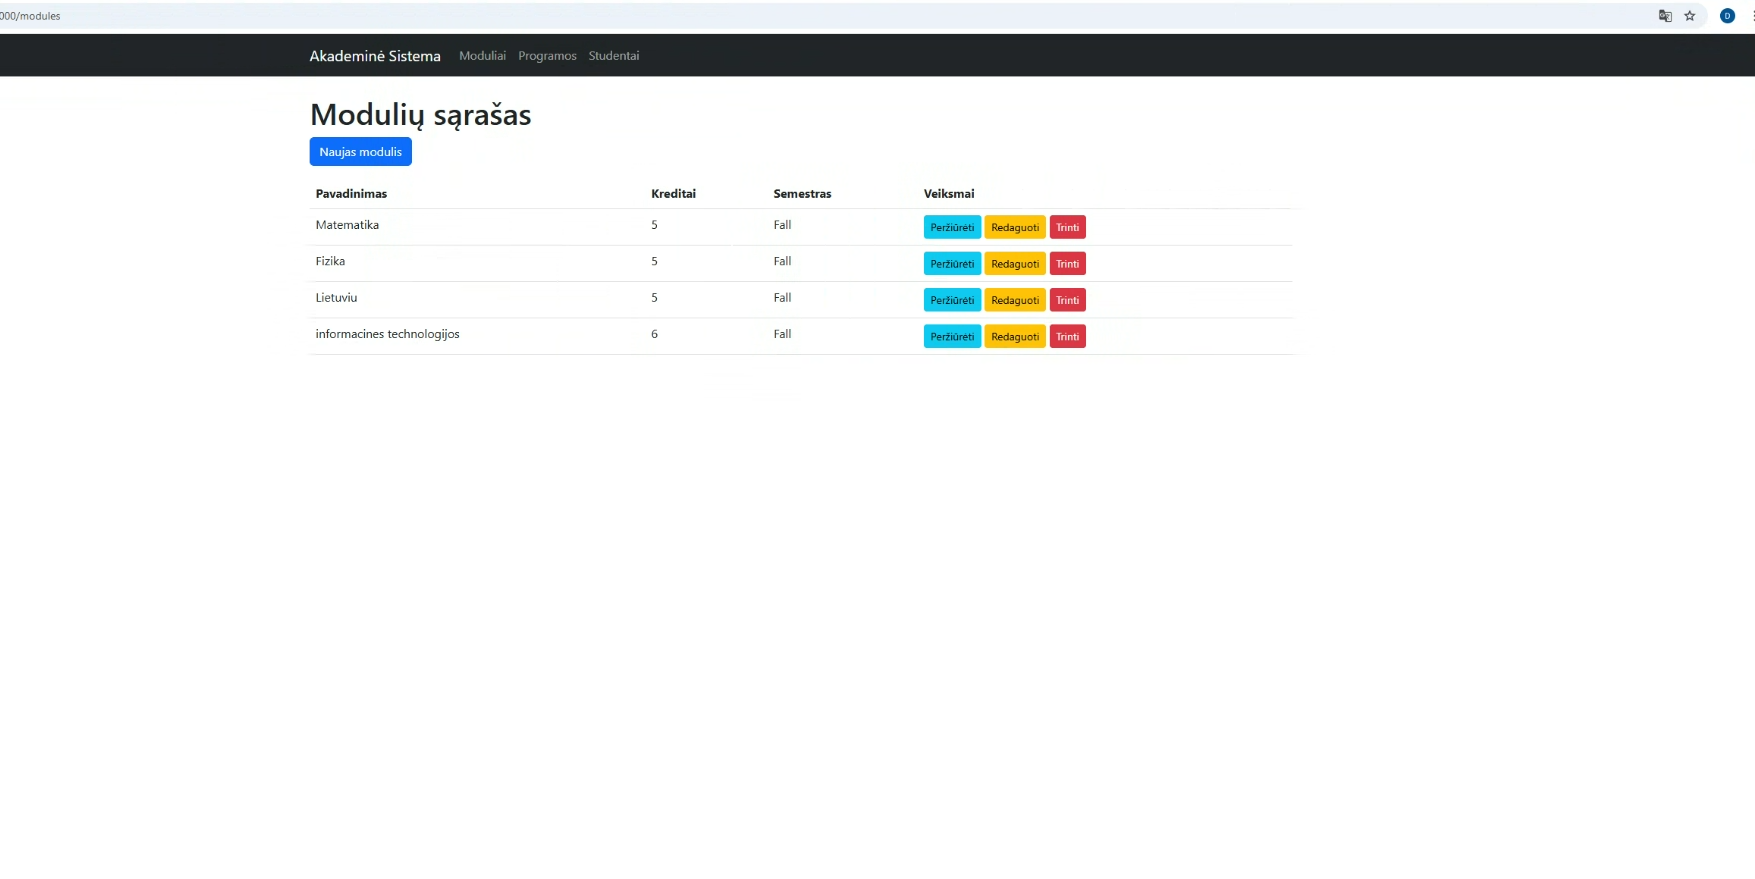 000/modules
D
Akademinė Sistema Moduliai Programos Studentai
Modulių sąrašas
Naujas modulis
Pavadinimas Kreditai Semestras Veiksmai
Matematika 5 Fall Peržiūrėti Redaguoti Trinti
Fizika 5 Fall Peržiūrėti Redaguoti Trinti
Lietuviu 5 Fall Peržiūrėti Redaguoti Trinti
informacines technologijos 6 Fall Peržiūrėti Redaguoti Trinti